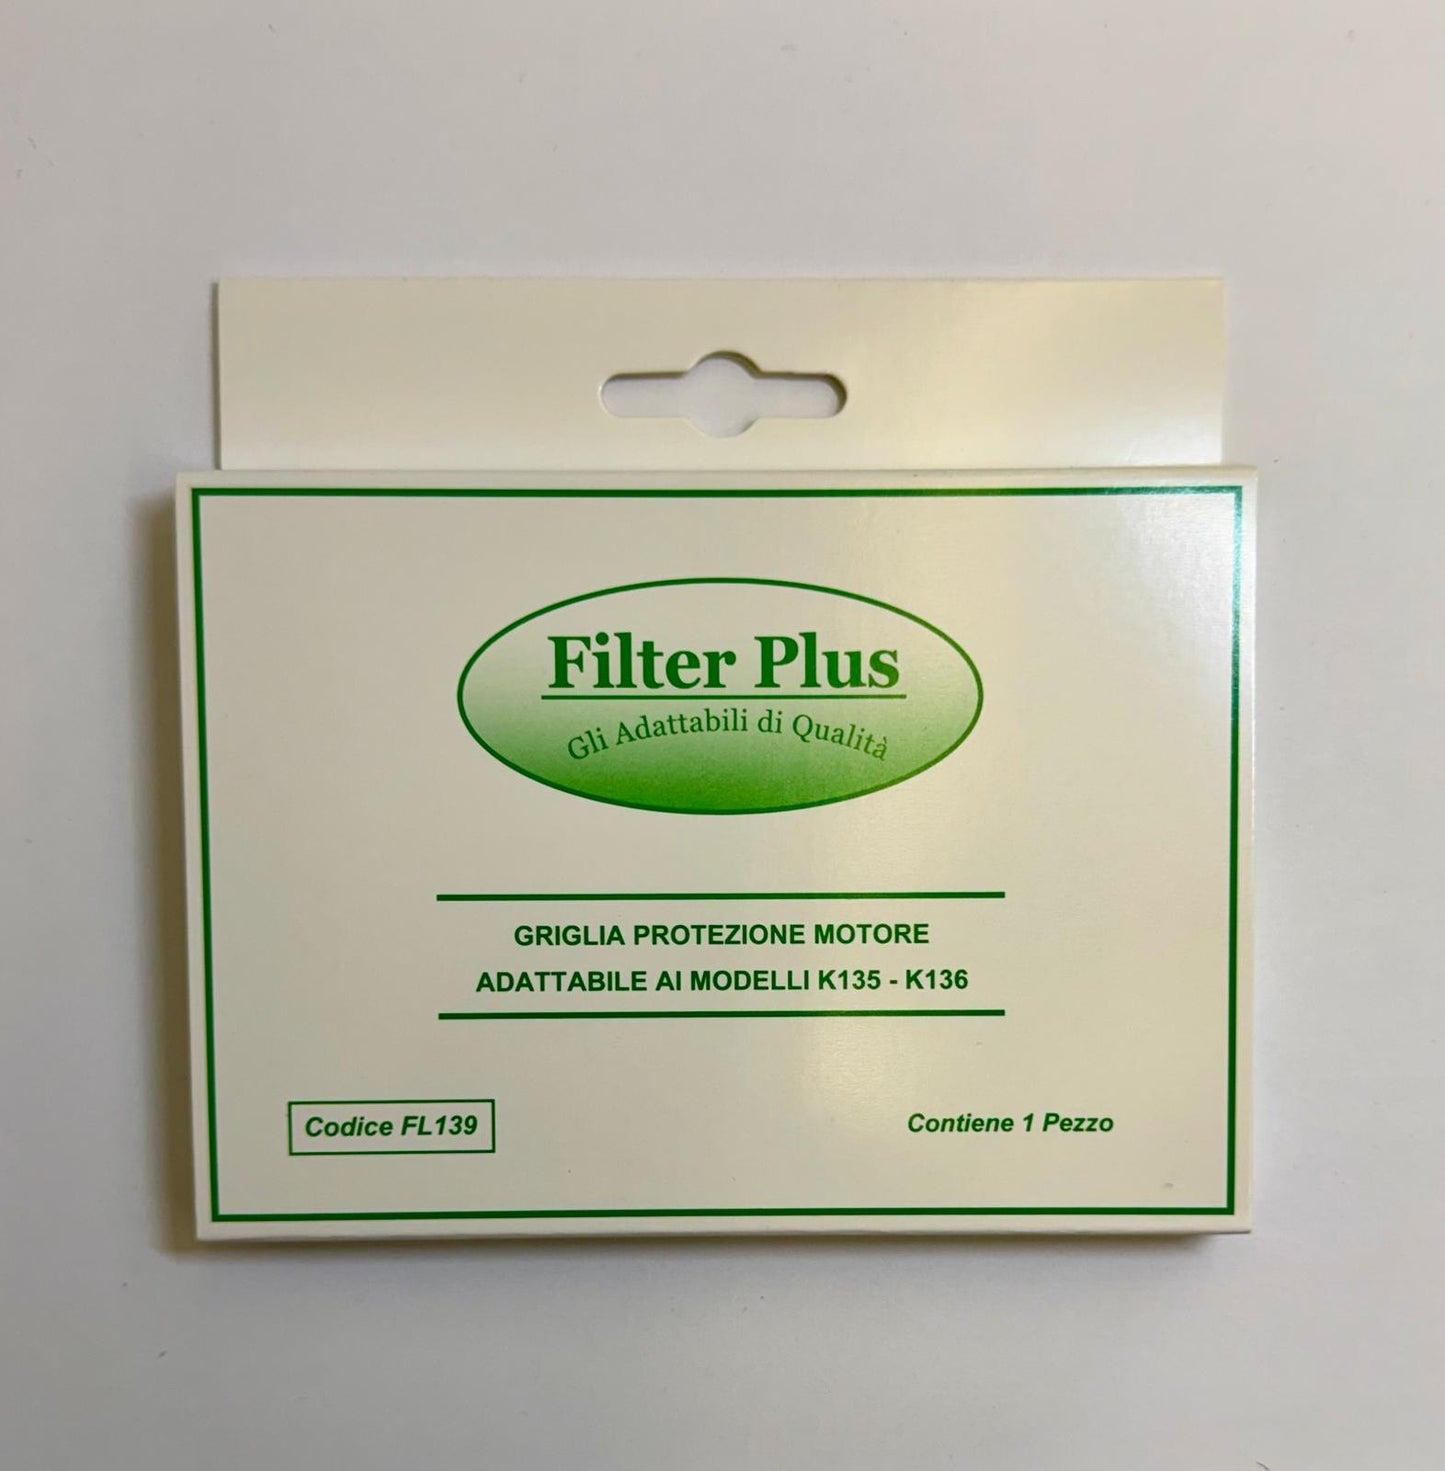 Filter Plus
Gli Adattabili di Qualità
GRIGLIA PROTEZIONE MOTORE
ADATTABILE AI MODELLI K135 - K136
Codice FL139
Contiene 1 Pezzo